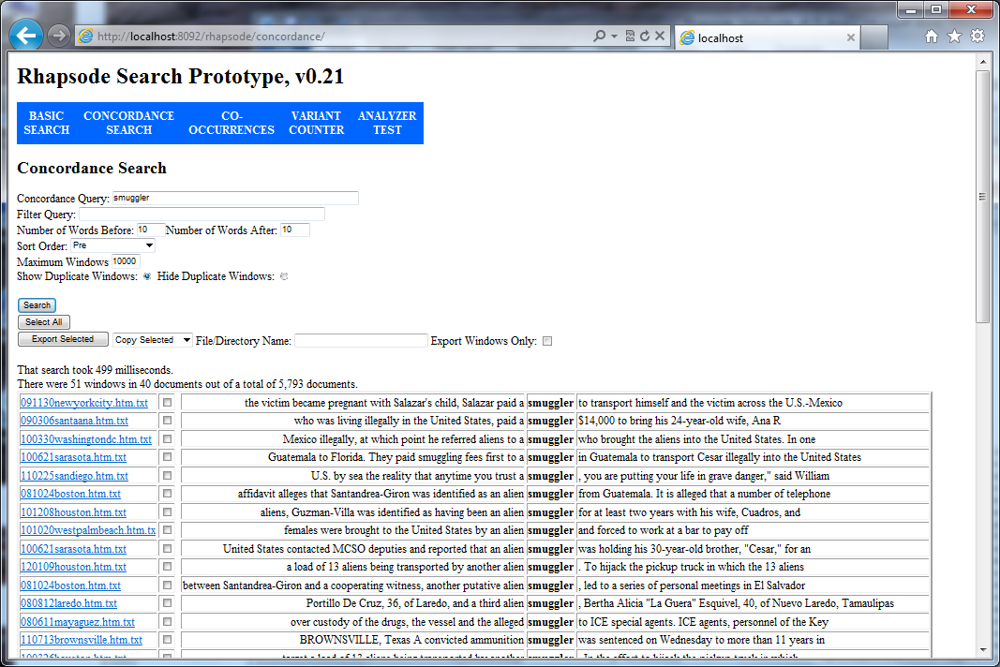 http://localhost:8092/rhapsode/concordance/
localhost
Rhapsode Search Prototype, v0.21
BASIC SEARCH
CONCORDANCE SEARCH
CO-OCCURRENCES
VARIANT COUNTER
ANALYZER TEST
Concordance Search
Concordance Query: smuggler
Filter Query:
Number of Words Before: 10 Number of Words After: 10
Sort Order: Pre
Maximum Windows 10000
Show Duplicate Windows: Hide Duplicate Windows:
Search
Select All
Export Selected Copy Selected File/Directory Name: Export Windows Only:
That search took 499 milliseconds.
There were 51 windows in 40 documents out of a total of 5,793 documents.
091130newyorkcity.htm.txt the victim became pregnant with Salazar's child, Salazar paid a smuggler to transport himself and the victim across the U.S.-Mexico
090306santaana.htm.txt who was living illegally in the United States, paid a smuggler $14,000 to bring his 24-year-old wife, Ana R
100330washingtondc.htm.txt Mexico illegally, at which point he referred aliens to a smuggler who brought the aliens into the United States. In one
100621sarasota.htm.txt Guatemala to Florida. They paid smuggling fees first to a smuggler in Guatemala to transport Cesar illegally into the United States
110225sandiego.htm.txt U.S. by sea the reality that anytime you trust a smuggler , you are putting your life in grave danger," said William
081024boston.htm.txt affidavit alleges that Santandrea-Giron was identified as an alien smuggler from Guatemala. It is alleged that a number of telephone
101208houston.htm.txt aliens, Guzman-Villa was identified as having been an alien smuggler for at least two years with his wife, Cuadros, and
101020westpalmbeach.htm.tx females were brought to the United States by an alien smuggler and forced to work at a bar to pay off
100621sarasota.htm.txt United States contacted MCSO deputies and reported that an alien smuggler was holding his 30-year-old brother, "Cesar," for an
120109houston.htm.txt a load of 13 aliens being transported by another alien smuggler . To hijack the pickup truck in which the 13 aliens
081024boston.htm.txt between Santandrea-Giron and a cooperating witness, another putative alien smuggler , led to a series of personal meetings in El Salvador
080812laredo.htm.txt Portillo De Cruz, 36, of Laredo, and a third alien smuggler , Bertha Alicia "La Guera" Esquivel, 40, of Nuevo Laredo, Tamaulipas
080611mayaguez.htm.txt over custody of the drugs, the vessel and the alleged smuggler to ICE special agents. ICE agents, personnel of the Key
110713brownsville.htm.txt BROWNSVILLE, Texas A convicted ammunition smuggler was sentenced on Wednesday to more than 11 years in